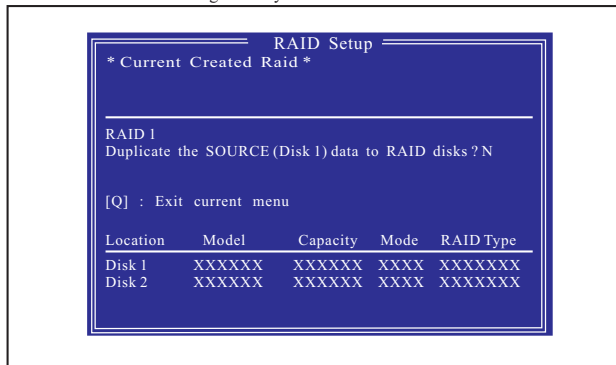 RAID Setup
* Current Created Raid *
RAID 1
Duplicate the SOURCE (Disk 1) data to RAID disks ? N
[Q] : Exit current menu
Location Model Capacity Mode RAID Type
Disk 1 XXXXXX XXXXXX XXXX XXXXXXX
Disk 2 XXXXXX XXXXXX XXXX XXXXXXX